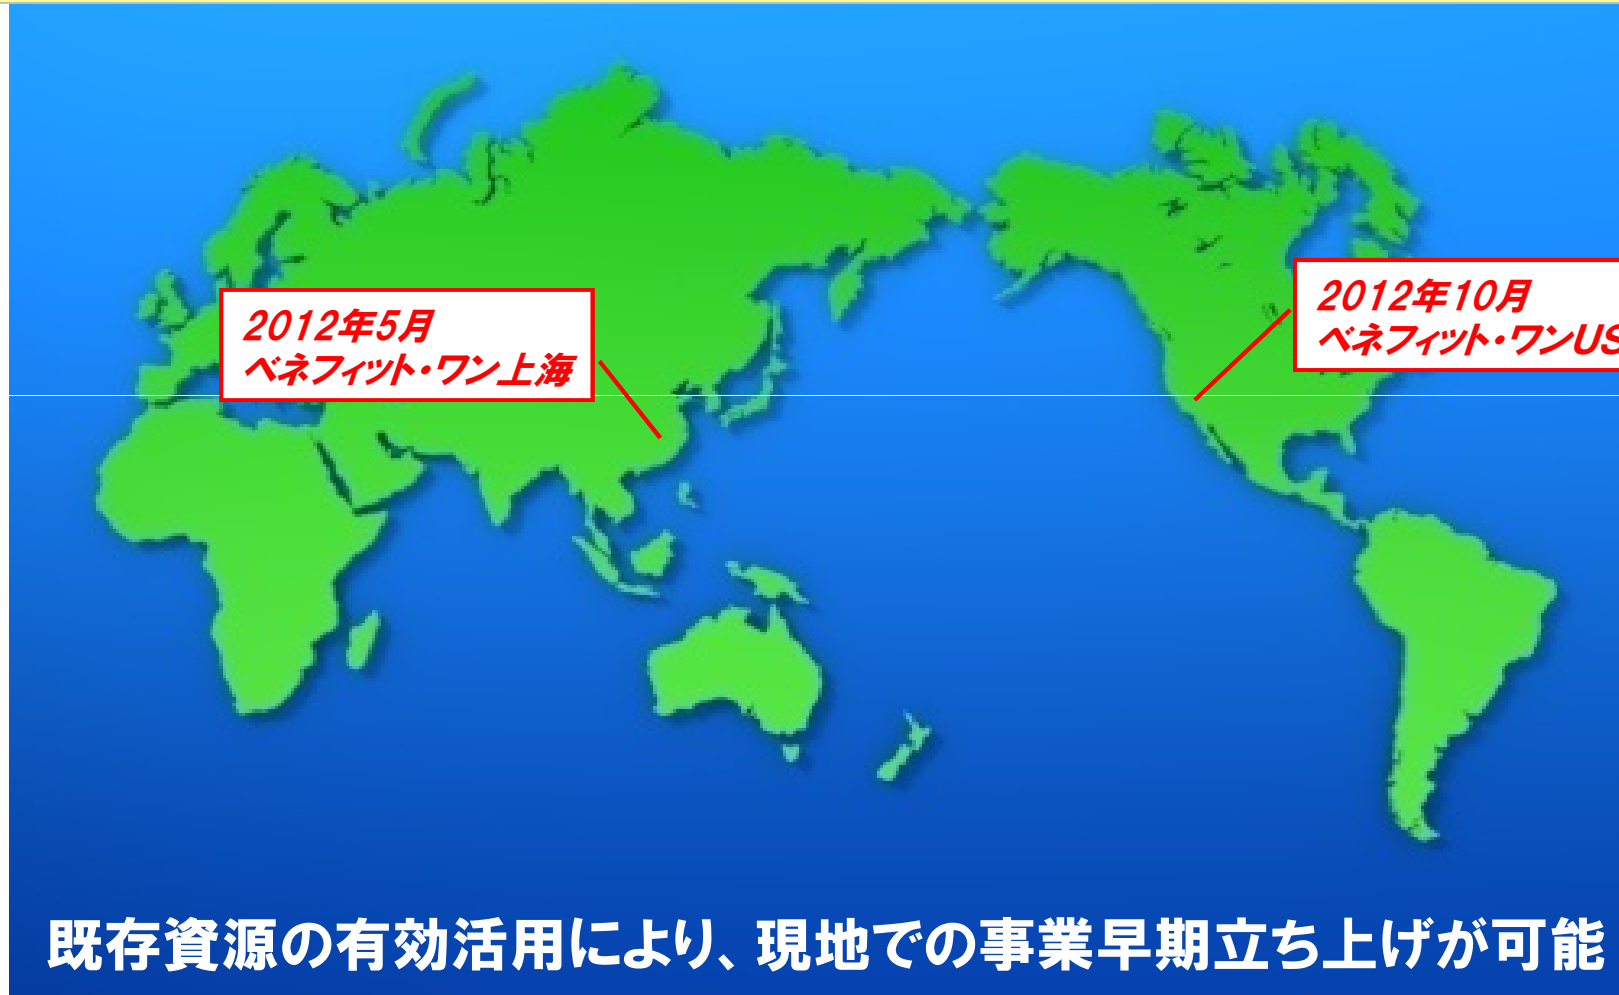 2012年5月
ベネフィット・ワン上海
2012年10月
ベネフィット・ワンUS
既存資源の有効活用により、現地での事業早期立ち上げが可能